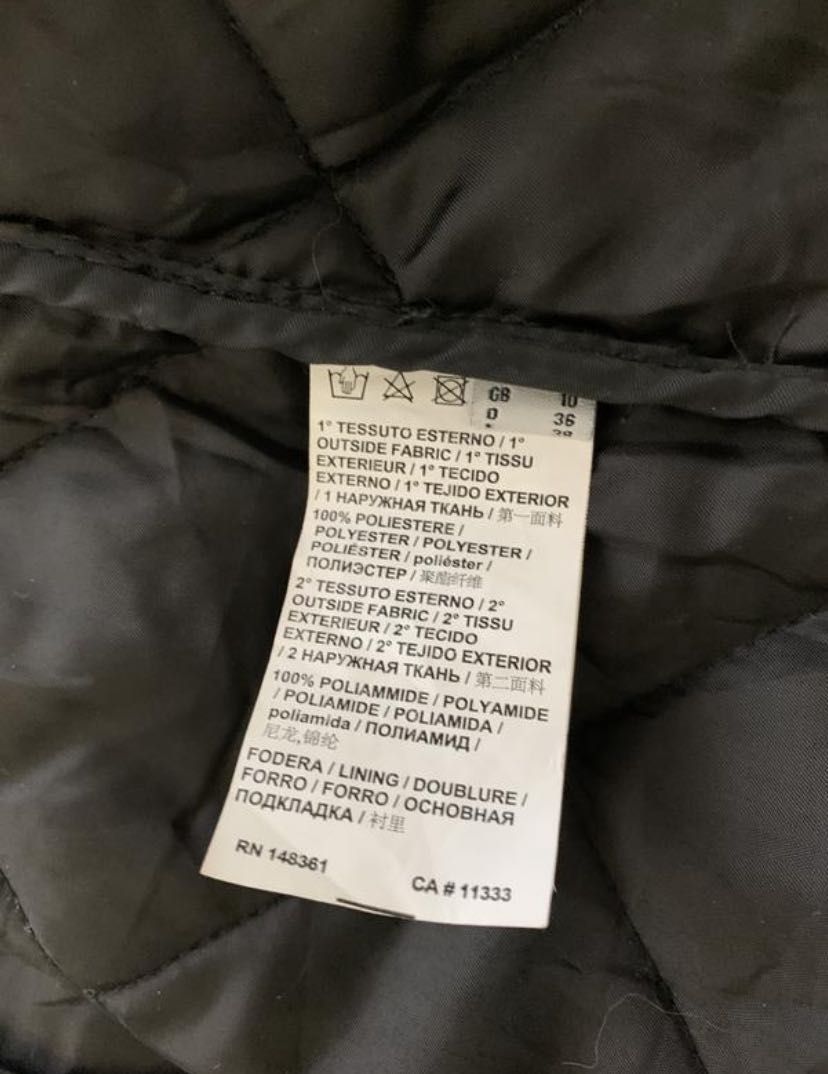 GB 10
D 36
1° TESSUTO ESTERNO / 1°
OUTSIDE FABRIC / 1° TISSU
EXTERIEUR / 1° TECIDO
EXTERNO / 1° TEJIDO EXTERIOR
/ 1 НАРУЖНАЯ ТКАНЬ / 第一面料
100% POLIESTERE /
POLYESTER / POLYESTER /
POLIÉSTER / poliéster /
ПОЛИЭСТЕР / 聚酯纤维
2° TESSUTO ESTERNO / 2°
OUTSIDE FABRIC / 2° TISSU
EXTERIEUR / 2° TECIDO
EXTERNO / 2° TEJIDO EXTERIOR
/ 2 НАРУЖНАЯ ТКАНЬ / 第二面料
100% POLIAMMIDE / POLYAMIDE
/ POLIAMIDE / POLIAMIDA /
poliamida / ПОЛИАМИД /
尼龙,锦纶
FODERA / LINING / DOUBLURE /
FORRO / FORRO / ОСНОВНАЯ
ПОДКЛАДКА / 衬里
RN 148361
CA # 11333